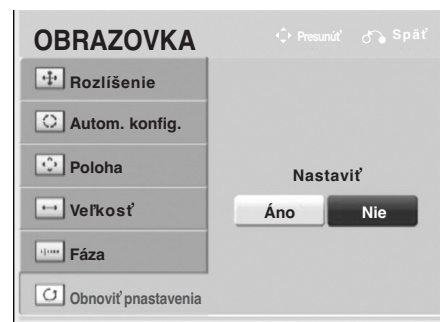 OBRAZOVKA
Presunúť Späť
Rozlíšenie
Autom. konfig.
Poloha
Veľkosť
Fáza
Obnoviť pnastavenia
Nastaviť
Áno Nie